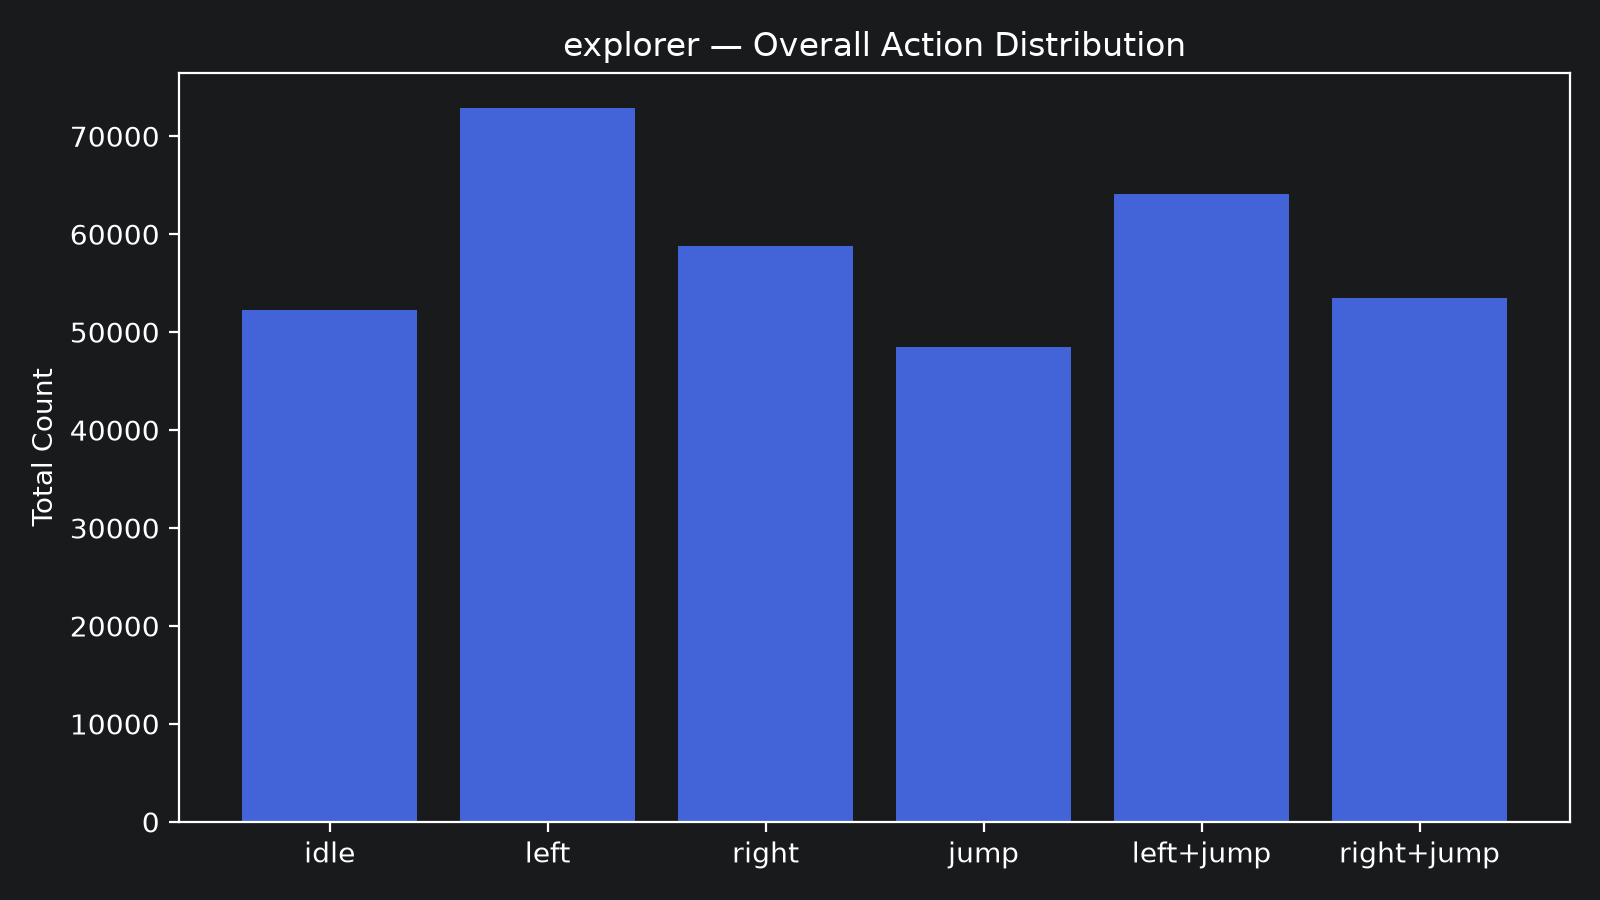 explorer — Overall Action Distribution
Total Count
70000
60000
50000
40000
30000
20000
10000
0
idle
left
right
jump
left+jump
right+jump